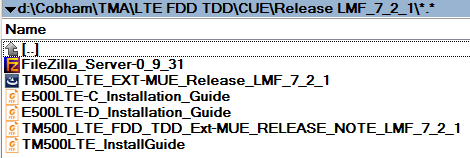 d:\Cobham\TMA\LTE FDD TDD\CUE\Release LMF_7_2_1\*.*
Name
[..]
FileZilla_Server-0_9_31
TM500_LTE_EXT-MUE_Release_LMF_7_2_1
E500LTE-C_Installation_Guide
E500LTE-D_Installation_Guide
TM500_LTE_FDD_TDD_Ext-MUE_RELEASE_NOTE_LMF_7_2_1
TM500LTE_InstallGuide